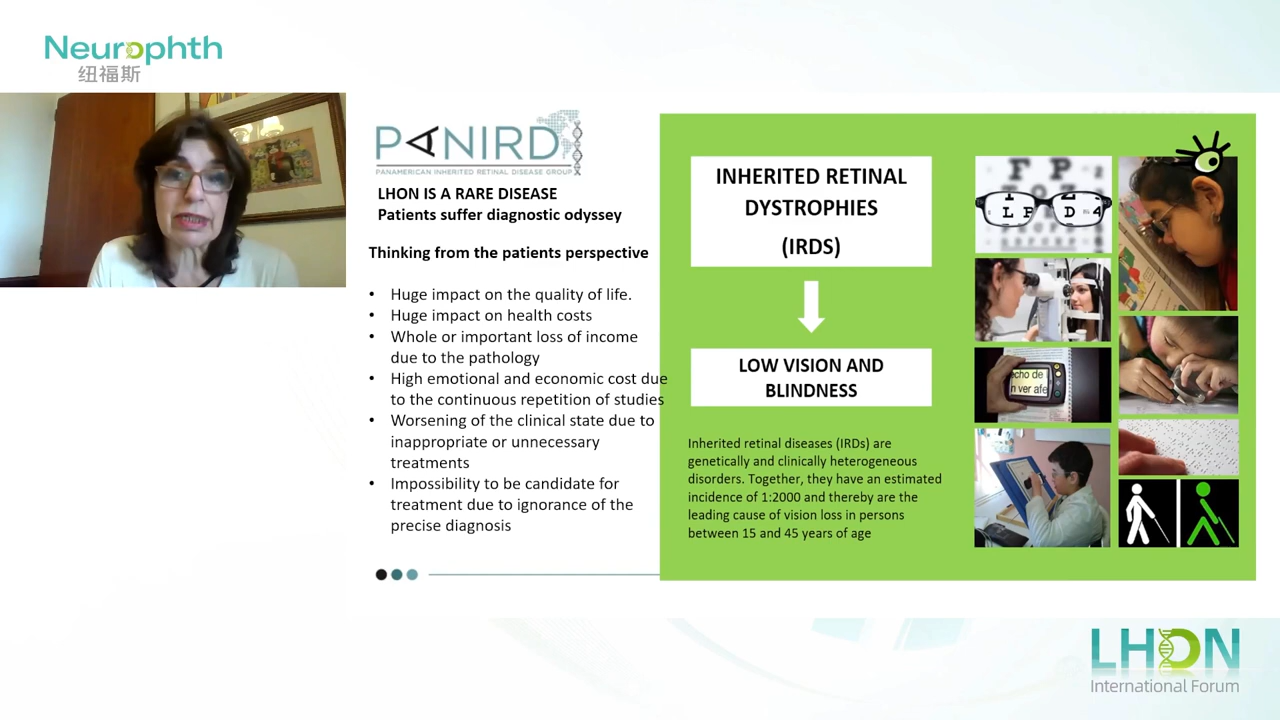 Neurophth
纽福斯
PANIRD
PANAMERICAN INHERITED RETINAL DISEASE GROUP
LHON IS A RARE DISEASE
Patients suffer diagnostic odyssey
Thinking from the patients perspective
• Huge impact on the quality of life.
• Huge impact on health costs
• Whole or important loss of income
due to the pathology
• High emotional and economic cost due
to the continuous repetition of studies
• Worsening of the clinical state due to
inappropriate or unnecessary
treatments
• Impossibility to be candidate for
treatment due to ignorance of the
precise diagnosis
INHERITED RETINAL
DYSTROPHIES
(IRDS)
LOW VISION AND
BLINDNESS
Inherited retinal diseases (IRDs) are
genetically and clinically heterogeneous
disorders. Together, they have an estimated
incidence of 1:2000 and thereby are the
leading cause of vision loss in persons
between 15 and 45 years of age
F P
L P D 4
echo de
n ver afe
LHON
International Forum